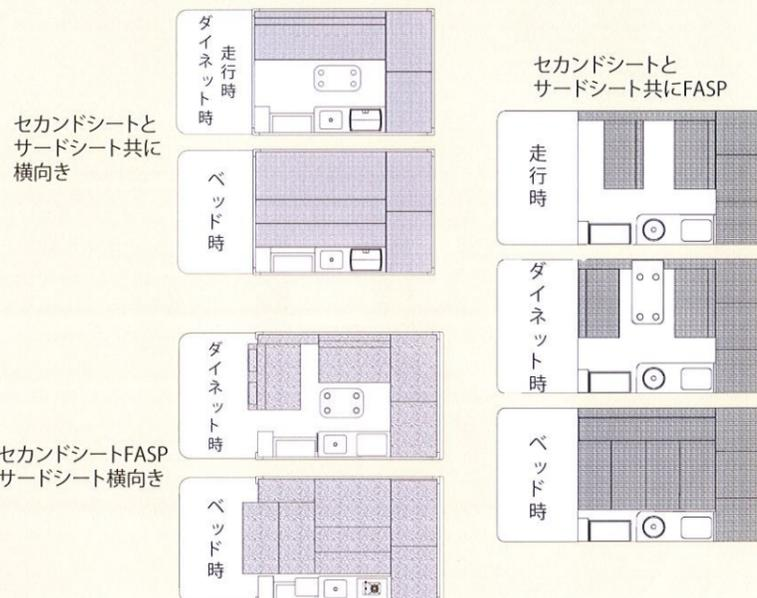 セカンドシートと
サードシート共に
横向き
走行時
ダイネット時
ベッド時
セカンドシートFASP
サードシート横向き
ダイネット時
ベッド時
セカンドシートと
サードシート共にFASP
走行時
ダイネット時
ベッド時